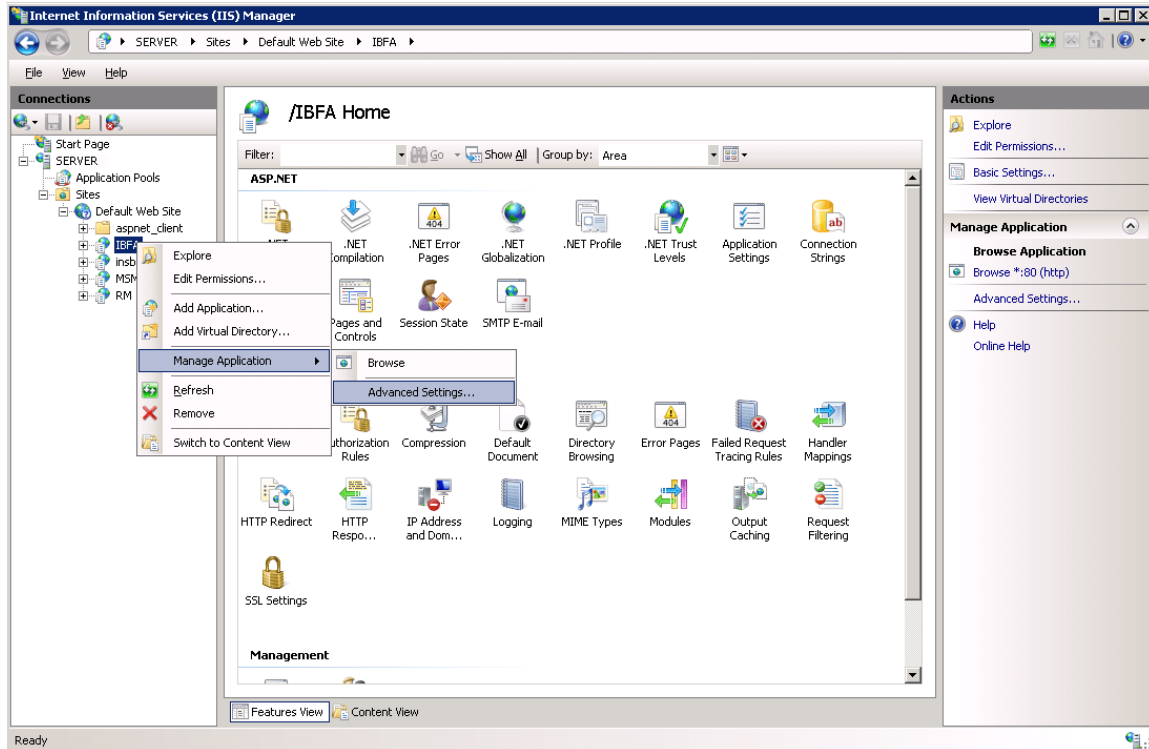 Internet Information Services (IIS) Manager
SERVER Sites Default Web Site IBFA
File View Help
Connections
Start Page
SERVER
Application Pools
Sites
Default Web Site
aspnet_client
IBFA
insb
MSM
RM
Explore
Edit Permissions...
Add Application...
Add Virtual Directory...
Manage Application
Refresh
Remove
Switch to Content View
Browse
Advanced Settings...
/IBFA Home
Filter: Go Show All Group by: Area
ASP.NET
.NET Error Pages
.NET
.NET Profile
.NET Trust
Application
Connection
Globalization
Levels
Settings
Strings
.NET
Compilation
Pages and
Session State
SMTP E-mail
Controls
Authorization
Compression
Default
Directory
Error Pages
Failed Request
Handler
Rules
Document
Browsing
Tracing Rules
Mappings
HTTP Redirect
HTTP
IP Address
Logging
MIME Types
Modules
Output
Request
Respo...
and Dom...
Caching
Filtering
SSL Settings
Management
Features View Content View
Actions
Explore
Edit Permissions...
Basic Settings...
View Virtual Directories
Manage Application
Browse Application
Browse *:80 (http)
Advanced Settings...
Help
Online Help
Ready